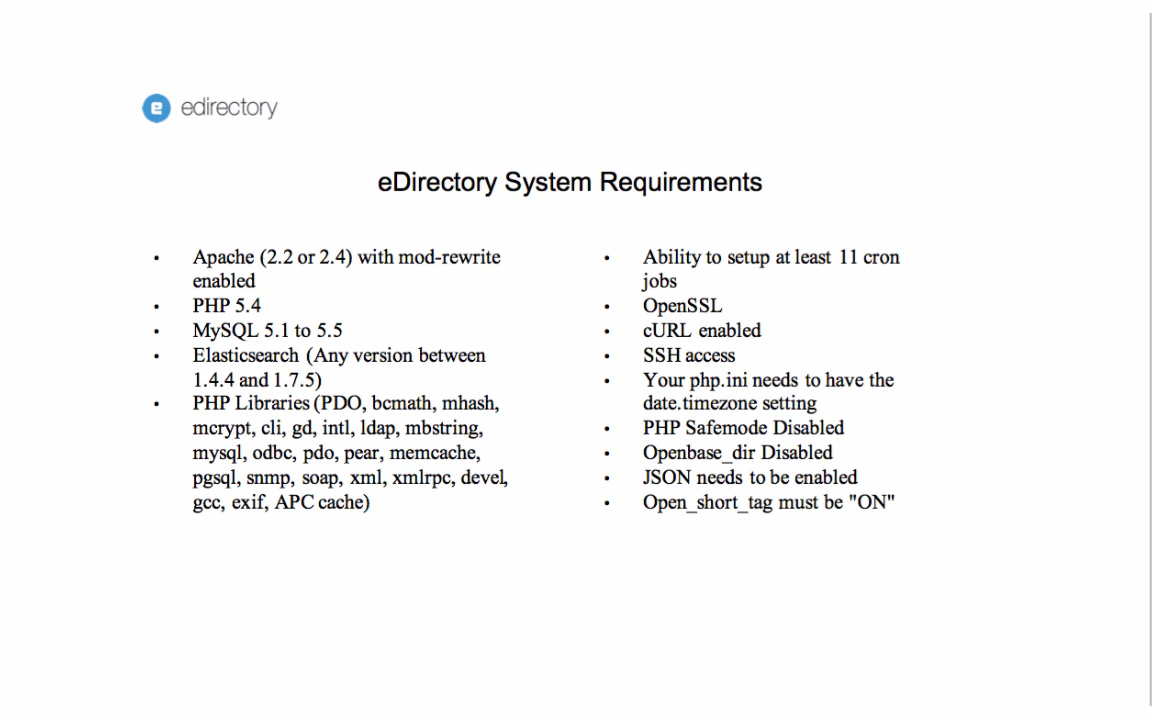 e edirectory
eDirectory System Requirements
• Apache (2.2 or 2.4) with mod-rewrite
enabled
• PHP 5.4
• MySQL 5.1 to 5.5
• Elasticsearch (Any version between
1.4.4 and 1.7.5)
• PHP Libraries (PDO, bcmath, mhash,
mcrypt, cli, gd, intl, ldap, mbstring,
mysql, odbc, pdo, pear, memcache,
pgsql, snmp, soap, xml, xmlrpc, devel,
gcc, exif, APC cache)
• Ability to setup at least 11 cron
jobs
• OpenSSL
• cURL enabled
• SSH access
• Your php.ini needs to have the
date.timezone setting
• PHP Safemode Disabled
• Openbase_dir Disabled
• JSON needs to be enabled
• Open_short_tag must be "ON"